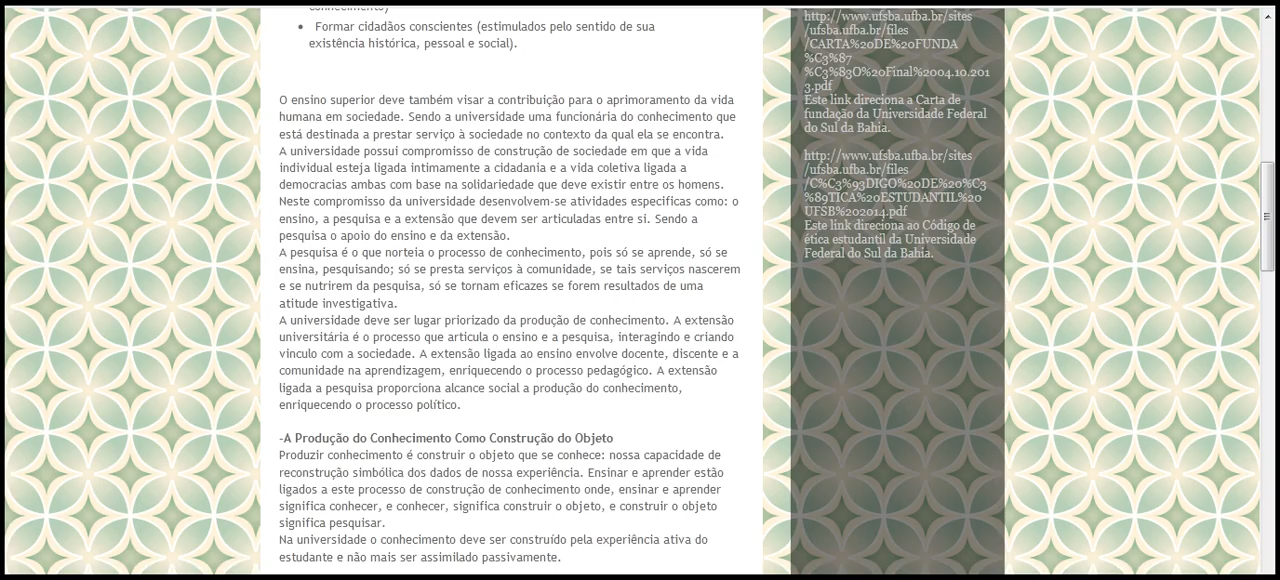 conhecimento)
• Formar cidadãos conscientes (estimulados pelo sentido de sua
existência histórica, pessoal e social).
O ensino superior deve também visar a contribuição para o aprimoramento da vida
humana em sociedade. Sendo a universidade uma funcionária do conhecimento que
está destinada a prestar serviço à sociedade no contexto da qual ela se encontra.
A universidade possui compromisso de construção de sociedade em que a vida
individual esteja ligada intimamente a cidadania e a vida coletiva ligada a
democracias ambas com base na solidariedade que deve existir entre os homens.
Neste compromisso da universidade desenvolvem-se atividades especificas como: o
ensino, a pesquisa e a extensão que devem ser articuladas entre si. Sendo a
pesquisa o apoio do ensino e da extensão.
A pesquisa é o que norteia o processo de conhecimento, pois só se aprende, só se
ensina, pesquisando; só se presta serviços à comunidade, se tais serviços nascerem
e se nutrirem da pesquisa, só se tornam eficazes se forem resultados de uma
atitude investigativa.
A universidade deve ser lugar priorizado da produção de conhecimento. A extensão
universitária é o processo que articula o ensino e a pesquisa, interagindo e criando
vinculo com a sociedade. A extensão ligada ao ensino envolve docente, discente e a
comunidade na aprendizagem, enriquecendo o processo pedagógico. A extensão
ligada a pesquisa proporciona alcance social a produção do conhecimento,
enriquecendo o processo político.
-A Produção do Conhecimento Como Construção do Objeto
Produzir conhecimento é construir o objeto que se conhece: nossa capacidade de
reconstrução simbólica dos dados de nossa experiência. Ensinar e aprender estão
ligados a este processo de construção de conhecimento onde, ensinar e aprender
significa conhecer, e conhecer, significa construir o objeto, e construir o objeto
significa pesquisar.
Na universidade o conhecimento deve ser construído pela experiência ativa do
estudante e não mais ser assimilado passivamente.
http://www.ufsba.ufba.br/sites
/ufsba.ufba.br/files
/CARTA%20DE%20FUNDA
%C3%87
%C3%83O%20Final%2004.10.201
3.pdf
Este link direciona a Carta de
fundação da Universidade Federal
do Sul da Bahia.
http://www.ufsba.ufba.br/sites
/ufsba.ufba.br/files
/C%C3%93DIGO%20DE%20%C3
%89TICA%20ESTUDANTIL%20
UFSB%202014.pdf
Este link direciona ao Código de
ética estudantil da Universidade
Federal do Sul da Bahia.